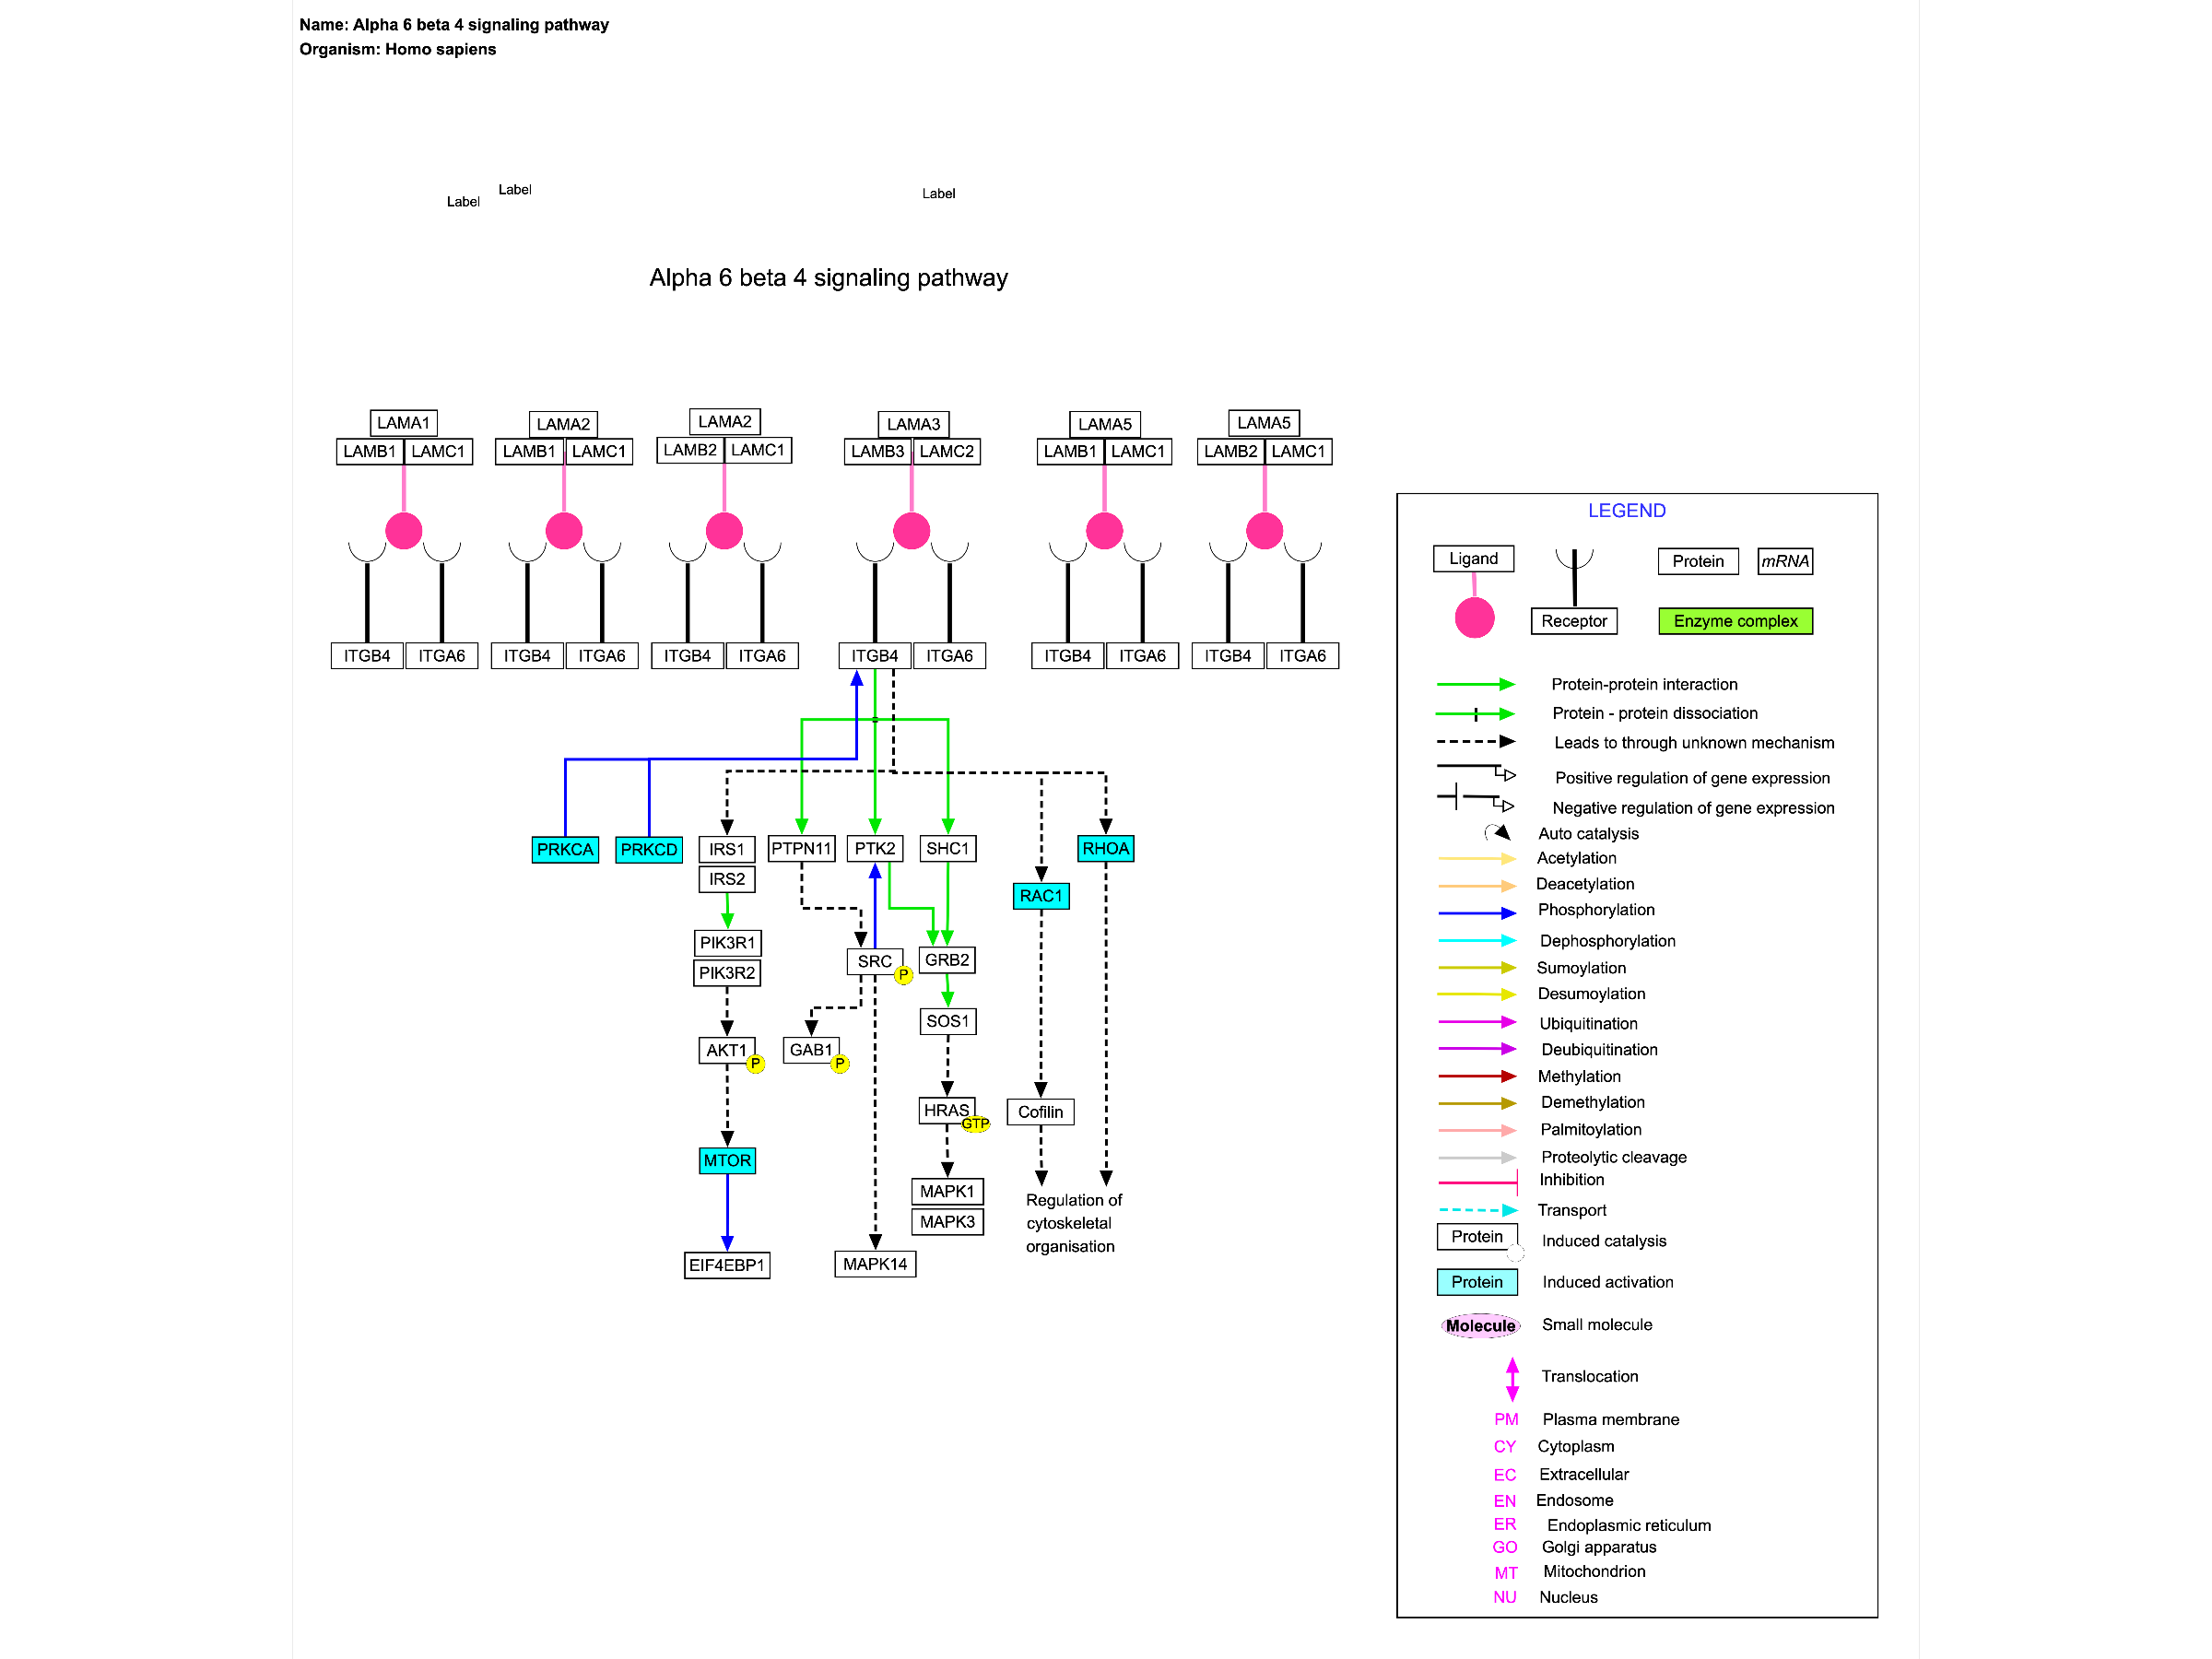 Name: Alpha 6 beta 4 signaling pathway
Organism: Homo sapiens
Label
Label
Label
Alpha 6 beta 4 signaling pathway
LAMA1
LAMB1 LAMC1
LAMA2
LAMB1 LAMC1
LAMA2
LAMB2 LAMC1
LAMA3
LAMB3 LAMC2
LAMA5
LAMB1 LAMC1
LAMA5
LAMB2 LAMC1
ITGB4 ITGA6
ITGB4 ITGA6
ITGB4 ITGA6
ITGB4 ITGA6
ITGB4 ITGA6
ITGB4 ITGA6
PRKCA
PRKCD
IRS1
IRS2
PTPN11
PTK2
SHC1
RHOA
RAC1
PIK3R1
PIK3R2
SRC
P
GRB2
SOS1
AKT1
P
GAB1
P
HRAS
GTP
Cofilin
MTOR
MAPK1
MAPK3
Regulation of
cytoskeletal
organisation
EIF4EBP1
MAPK14
LEGEND
Ligand
Receptor
Protein
mRNA
Enzyme complex
Protein-protein interaction
Protein - protein dissociation
Leads to through unknown mechanism
Positive regulation of gene expression
Negative regulation of gene expression
Auto catalysis
Acetylation
Deacetylation
Phosphorylation
Dephosphorylation
Sumoylation
Desumoylation
Ubiquitination
Deubiquitination
Methylation
Demethylation
Palmitoylation
Proteolytic cleavage
Inhibition
Transport
Protein Induced catalysis
Protein Induced activation
Molecule Small molecule
Translocation
PM Plasma membrane
CY Cytoplasm
EC Extracellular
EN Endosome
ER Endoplasmic reticulum
GO Golgi apparatus
MT Mitochondrion
NU Nucleus